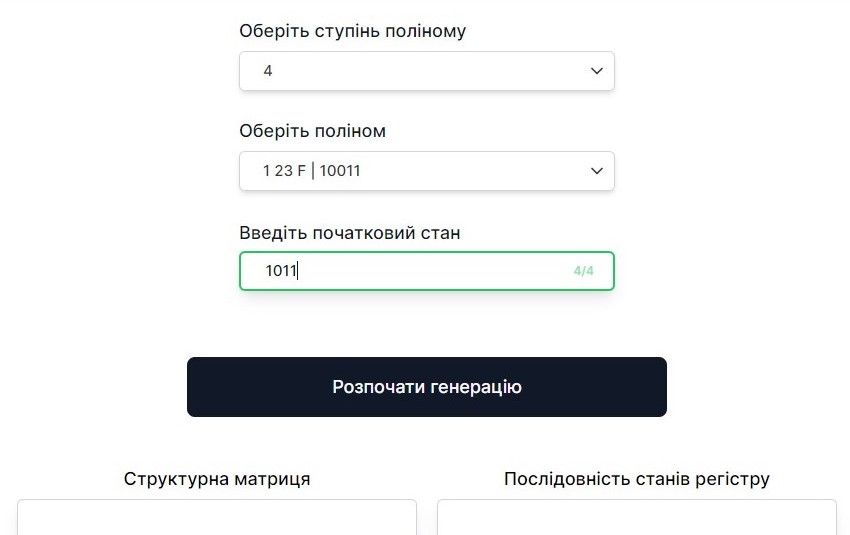 Оберіть ступінь поліному
4
Оберіть поліном
1 23 F | 10011
Введіть початковий стан
1011 4/4
Розпочати генерацію
Структурна матриця Послідовність станів регістру